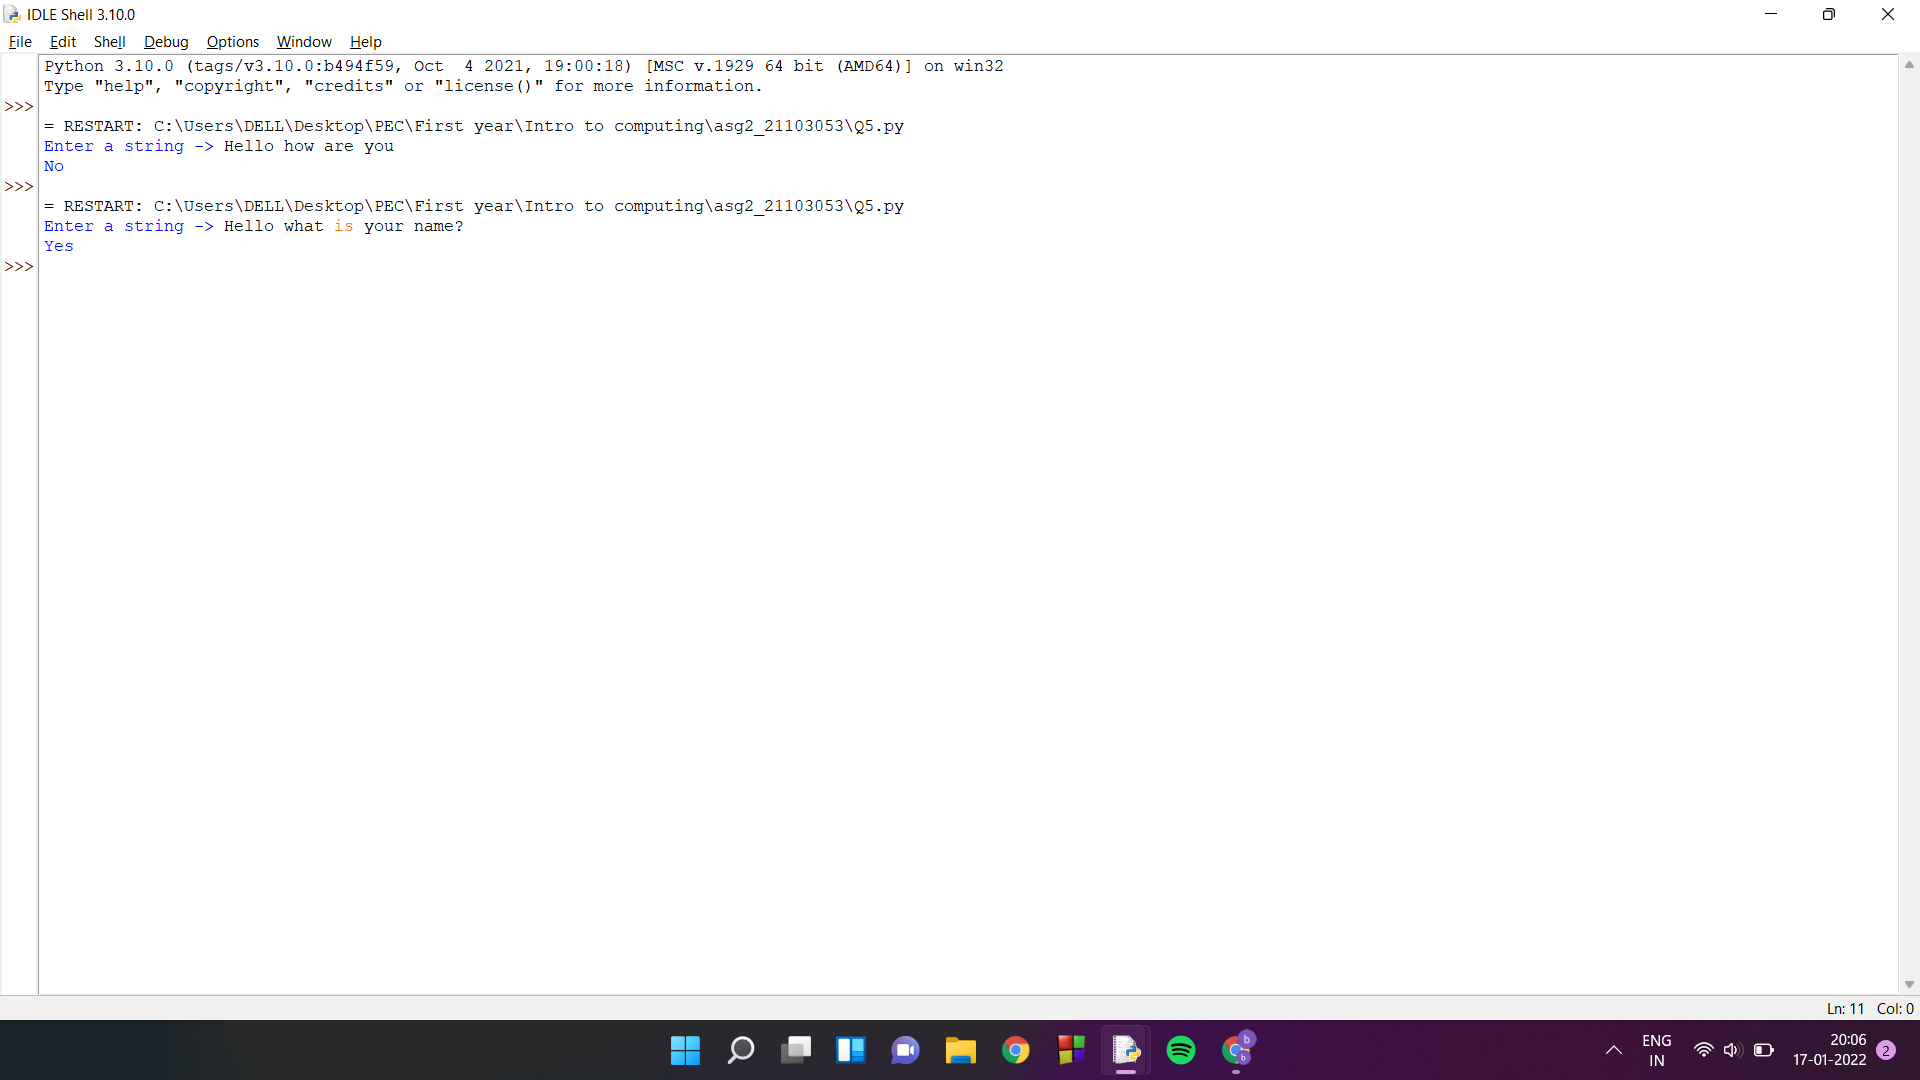 IDLE Shell 3.10.0
File Edit Shell Debug Options Window Help
Python 3.10.0 (tags/v3.10.0:b494f59, Oct  4 2021, 19:00:18) [MSC v.1929 64 bit (AMD64)] on win32
Type "help", "copyright", "credits" or "license()" for more information.
>>>
= RESTART: C:\Users\DELL\Desktop\PEC\First year\Intro to computing\asg2_21103053\Q5.py
Enter a string -> Hello how are you
No
>>>
= RESTART: C:\Users\DELL\Desktop\PEC\First year\Intro to computing\asg2_21103053\Q5.py
Enter a string -> Hello what is your name?
Yes
>>>
Ln: 11 Col: 0
b
b
ENG
IN
20:06
17-01-2022
2